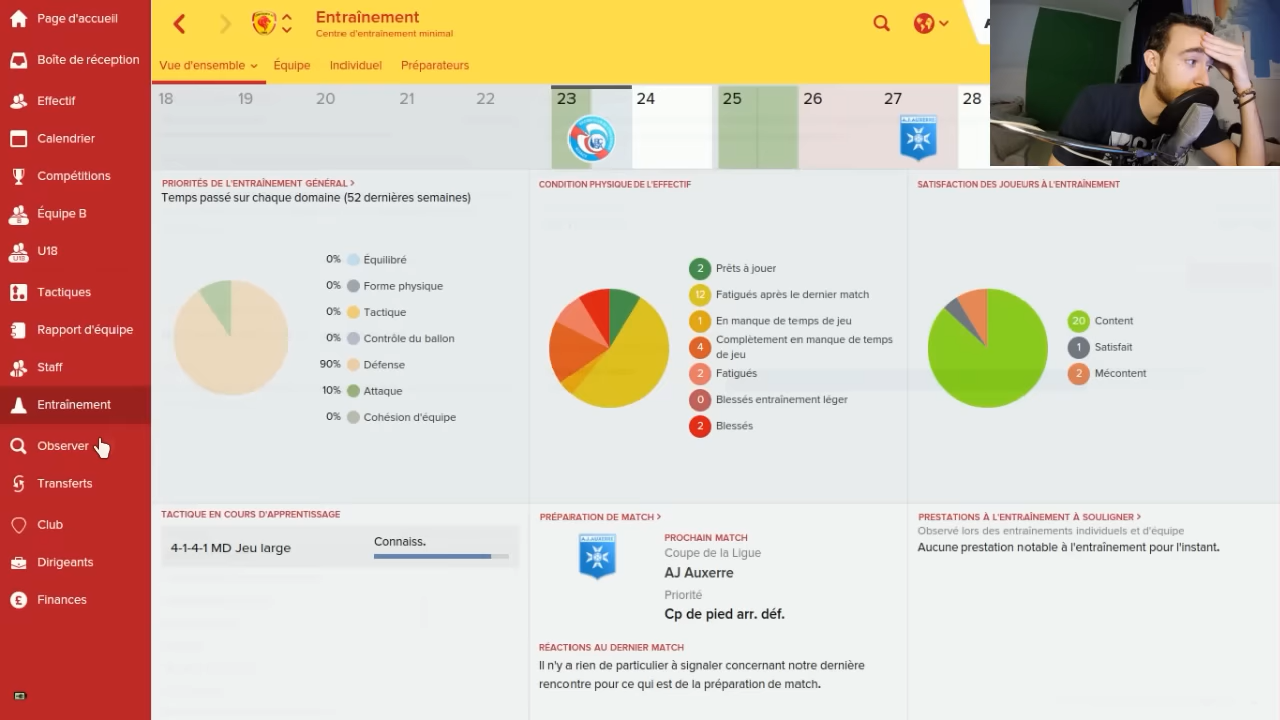 Page d'accueil
Boîte de réception
Effectif
Calendrier
Compétitions
Équipe B
U18
Tactiques
Rapport d'équipe
Staff
Entraînement
Observer
Transferts
Club
Dirigeants
Finances
Entraînement
Centre d'entraînement minimal
Vue d'ensemble Équipe Individuel Préparateurs
18 19 20 21 22 23 24 25 26 27 28
PRIORITÉS DE L'ENTRAÎNEMENT GÉNÉRAL >
Temps passé sur chaque domaine (52 dernières semaines)
0% Équilibré
0% Forme physique
0% Tactique
0% Contrôle du ballon
90% Défense
10% Attaque
0% Cohésion d'équipe
CONDITION PHYSIQUE DE L'EFFECTIF
2 Prêts à jouer
12 Fatigués après le dernier match
1 En manque de temps de jeu
4 Complètement en manque de temps
de jeu
2 Fatigués
0 Blessés entraînement léger
2 Blessés
SATISFACTION DES JOUEURS À L'ENTRAÎNEMENT
20 Content
1 Satisfait
2 Mécontent
TACTIQUE EN COURS D'APPRENTISSAGE
4-1-4-1 MD Jeu large Connaiss.
PRÉPARATION DE MATCH >
PROCHAIN MATCH
Coupe de la Ligue
AJ Auxerre
Priorité
Cp de pied arr. déf.
RÉACTIONS AU DERNIER MATCH
Il n'y a rien de particulier à signaler concernant notre dernière
rencontre pour ce qui est de la préparation de match.
PRESTATIONS À L'ENTRAÎNEMENT À SOULIGNER >
Observé lors des entraînements individuels et d'équipe
Aucune prestation notable à l'entraînement pour l'instant.